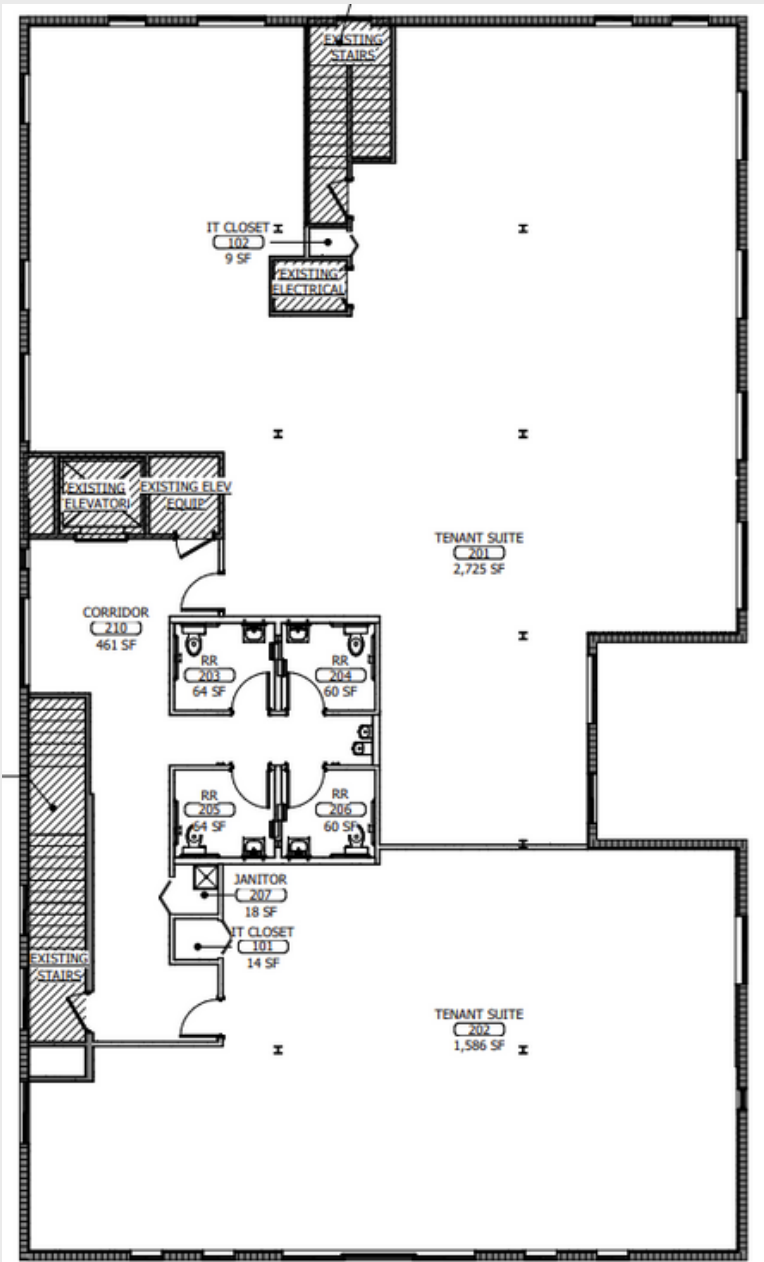 EXISTING
STAIRS
IT CLOSET
102
9 SF
EXISTING
ELECTRICAL
EXISTING
ELEVATOR
EXISTING ELEV
EQUIP
TENANT SUITE
201
2,725 SF
CORRIDOR
210
461 SF
RR
203
64 SF
RR
204
60 SF
RR
205
64 SF
RR
206
60 SF
JANITOR
207
18 SF
IT CLOSET
101
14 SF
EXISTING
STAIRS
TENANT SUITE
202
1,586 SF